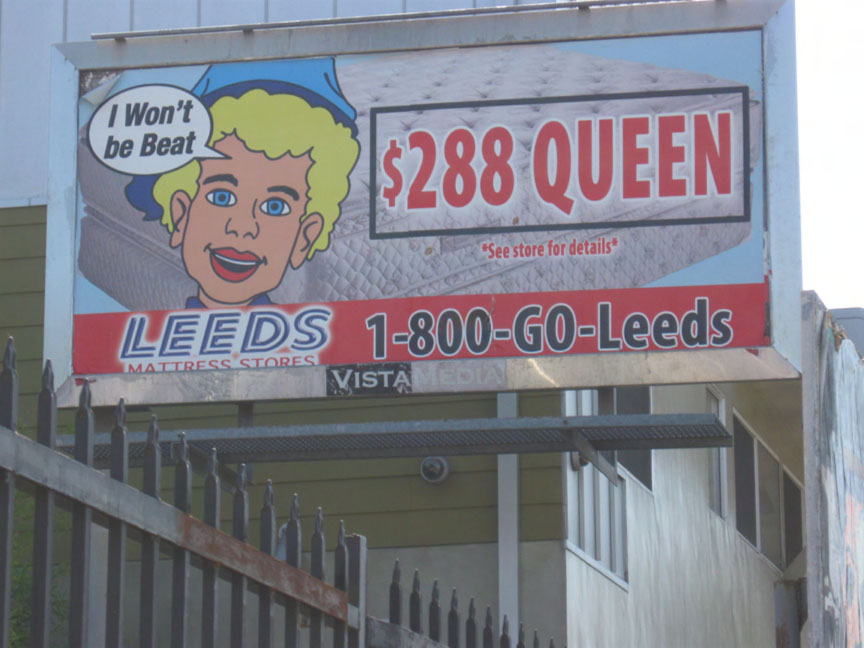 I Won't
be Beat
$288 QUEEN
*See store for details*
LEEDS
MATTRESS STORES
1-800-GO-Leeds
VISTA MEDIA